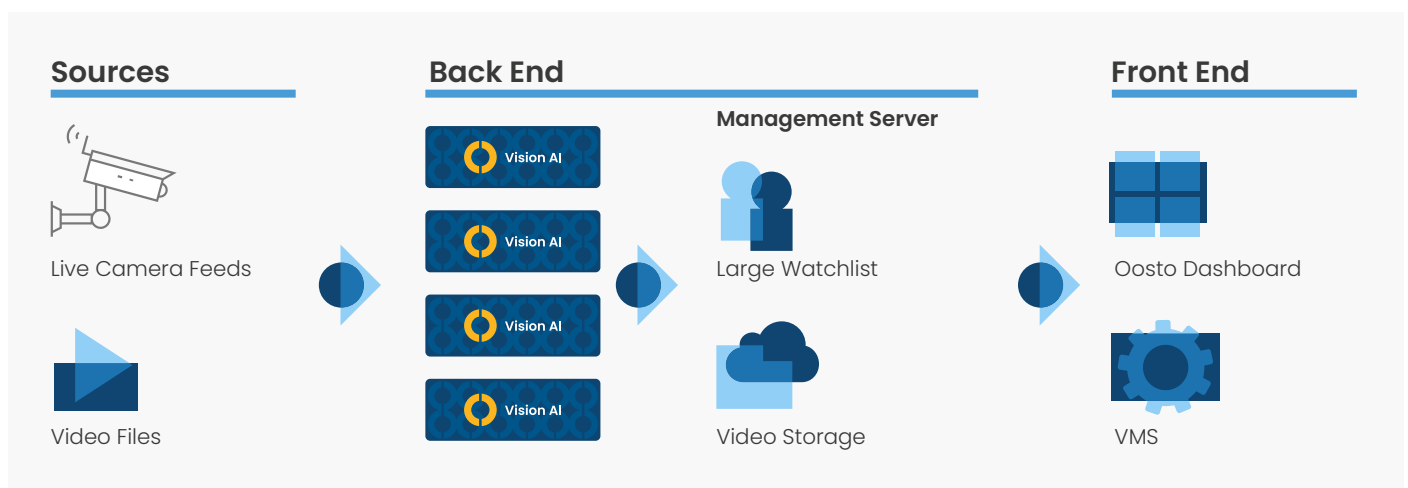 Sources
Back End
Front End
Management Server
Vision AI
Vision AI
Vision AI
Vision AI
Live Camera Feeds
Large Watchlist
Oosto Dashboard
Video Files
Video Storage
VMS